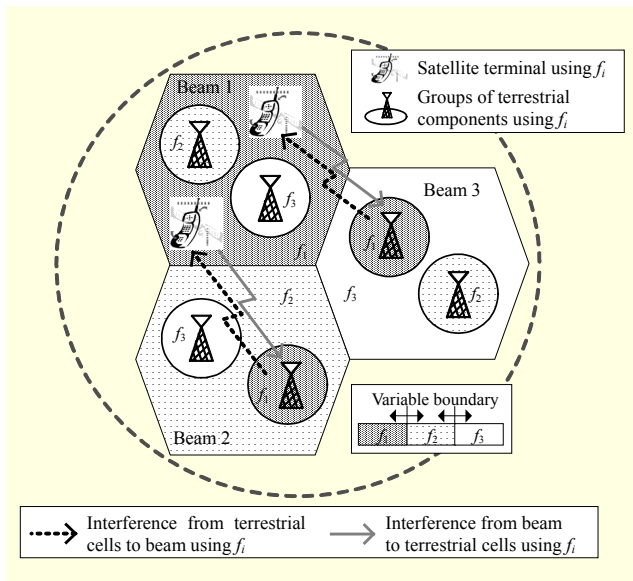 Beam 1
Satellite terminal using fi
Groups of terrestrial
components using fi
f2
f3
f1
Beam 3
f1
f2
f3
f2
f3
f1
Beam 2
Variable boundary
f1 f2 f3
Interference from terrestrial
cells to beam using fi
Interference from beam
to terrestrial cells using fi